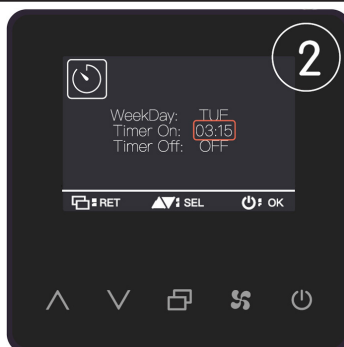 2
WeekDay: TUE
Timer On: 03:15
Timer Off: OFF
: RET : SEL : OK